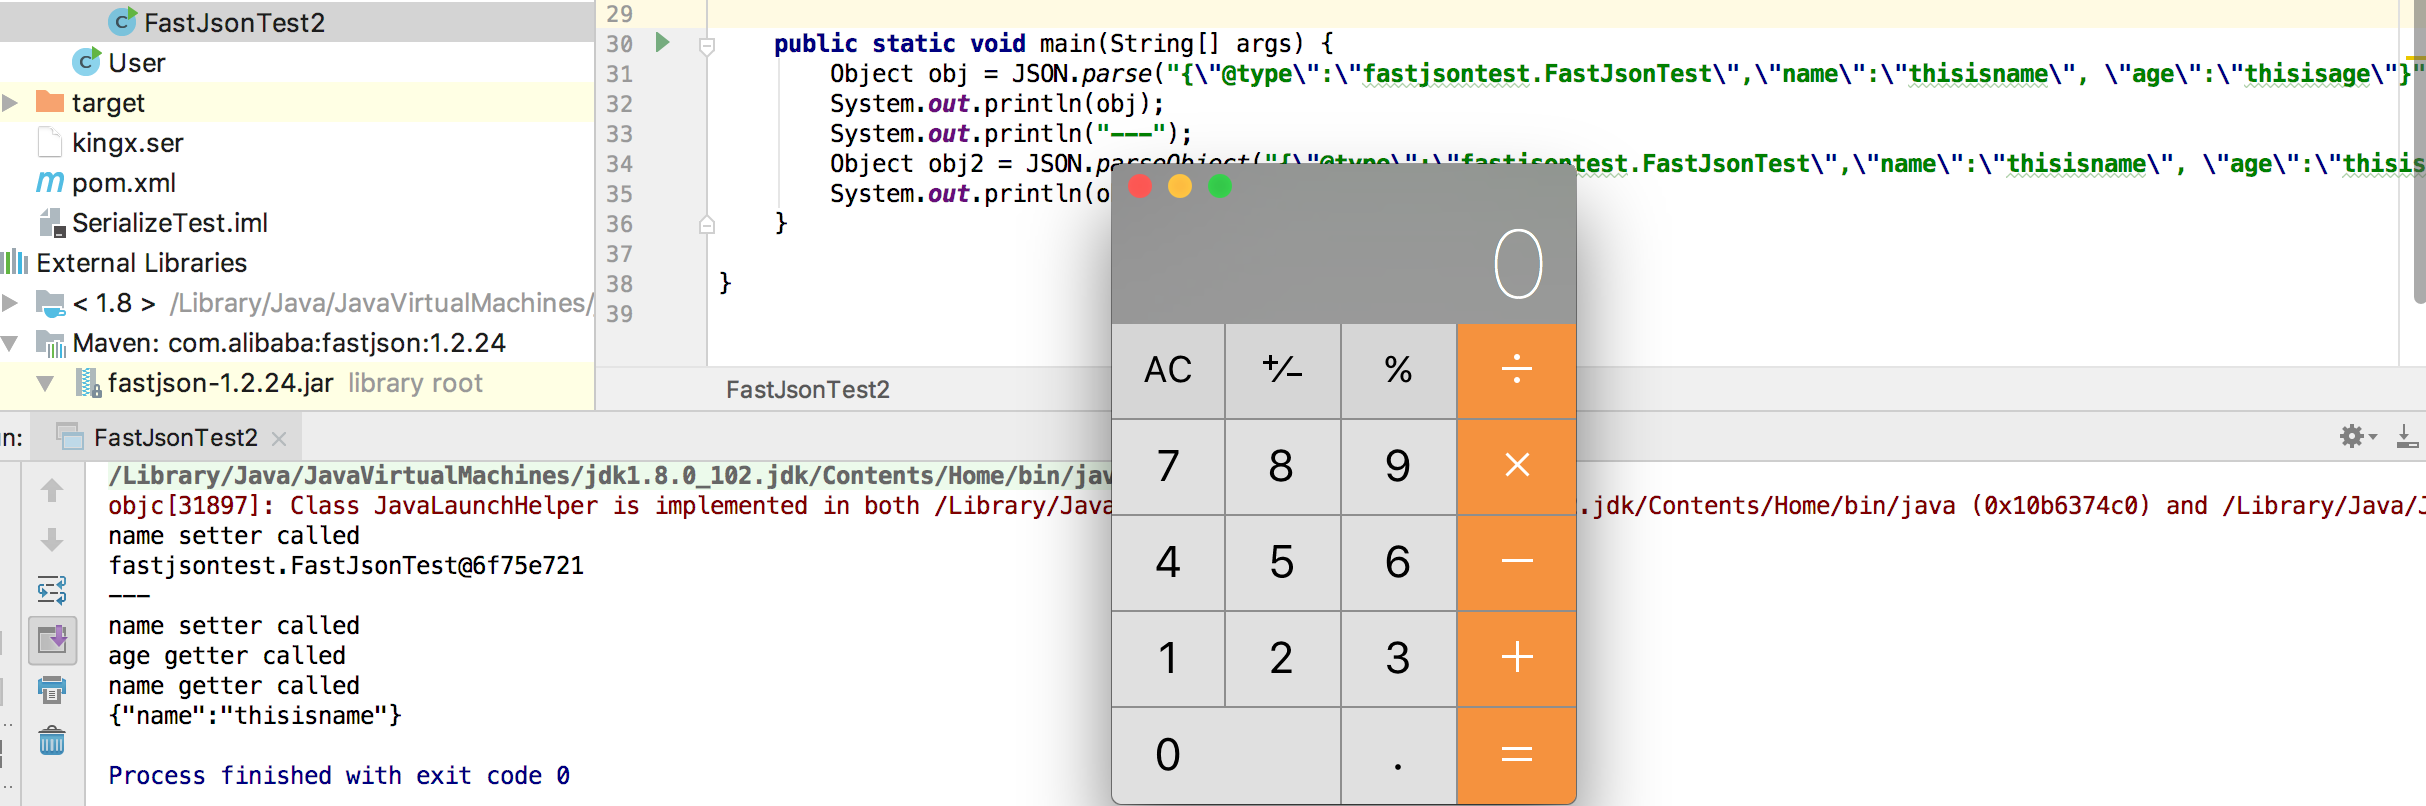 FastJsonTest2
User
target
kingx.ser
pom.xml
SerializeTest.iml
External Libraries
< 1.8 > /Library/Java/JavaVirtualMachines/
Maven: com.alibaba:fastjson:1.2.24
fastjson-1.2.24.jar library root
29
30 public static void main(String[] args) {
31 Object obj = JSON.parse("{\"@type\":\"fastjsontest.FastJsonTest\",\"name\":\"thisisname\", \"age\":\"thisisage\"}"
32 System.out.println(obj);
33 System.out.println("---");
34 Object obj2 = JSON.parseObject("{\"@type\":\"fastjsontest.FastJsonTest\",\"name\":\"thisisname\", \"age\":\"thisis
35 System.out.println(o
36 }
37
38 }
39
FastJsonTest2
0
AC +/− % ÷
7 8 9 ×
4 5 6 −
1 2 3 +
0 . =
n: FastJsonTest2
/Library/Java/JavaVirtualMachines/jdk1.8.0_102.jdk/Contents/Home/bin/jav
objc[31897]: Class JavaLaunchHelper is implemented in both /Library/Java .jdk/Contents/Home/bin/java (0x10b6374c0) and /Library/Java/J
name setter called
fastjsontest.FastJsonTest@6f75e721
---
name setter called
age getter called
name getter called
{"name":"thisisname"}
Process finished with exit code 0